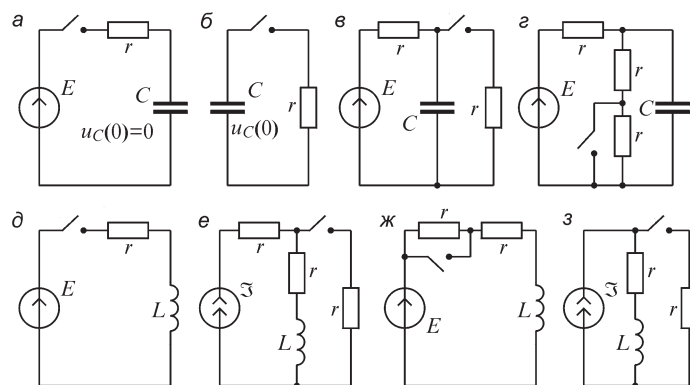 а б в г
r r r
E C C E r E r
r C C
u_C(0)=0 u_C(0) r r
д е ж з
r r r r
E r r
L ℑ r L ℑ r
L E L